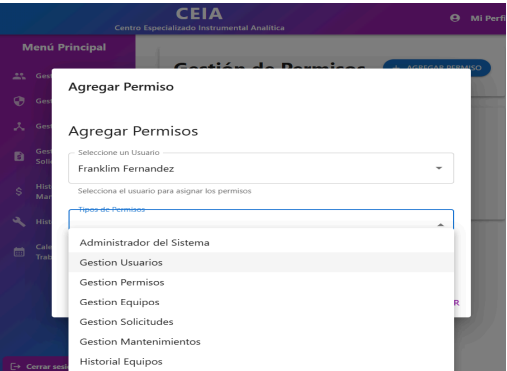 CEIA
Centro Especializado Instrumental Analítica
Mi Perfi
Menú Principal
Gestión de Permisos
+ AGREGAR PERMISO
Agregar Permiso
Agregar Permisos
Seleccione un Usuario
Franklim Fernandez
Selecciona el usuario para asignar los permisos
Tipos de Permisos
Administrador del Sistema
Gestion Usuarios
Gestion Permisos
Gestion Equipos
Gestion Solicitudes
Gestion Mantenimientos
Historial Equipos
Gest
Gest
Gest
Gest
Solic
Hist
Man
Hist
Cale
Trab
R
Cerrar sesi